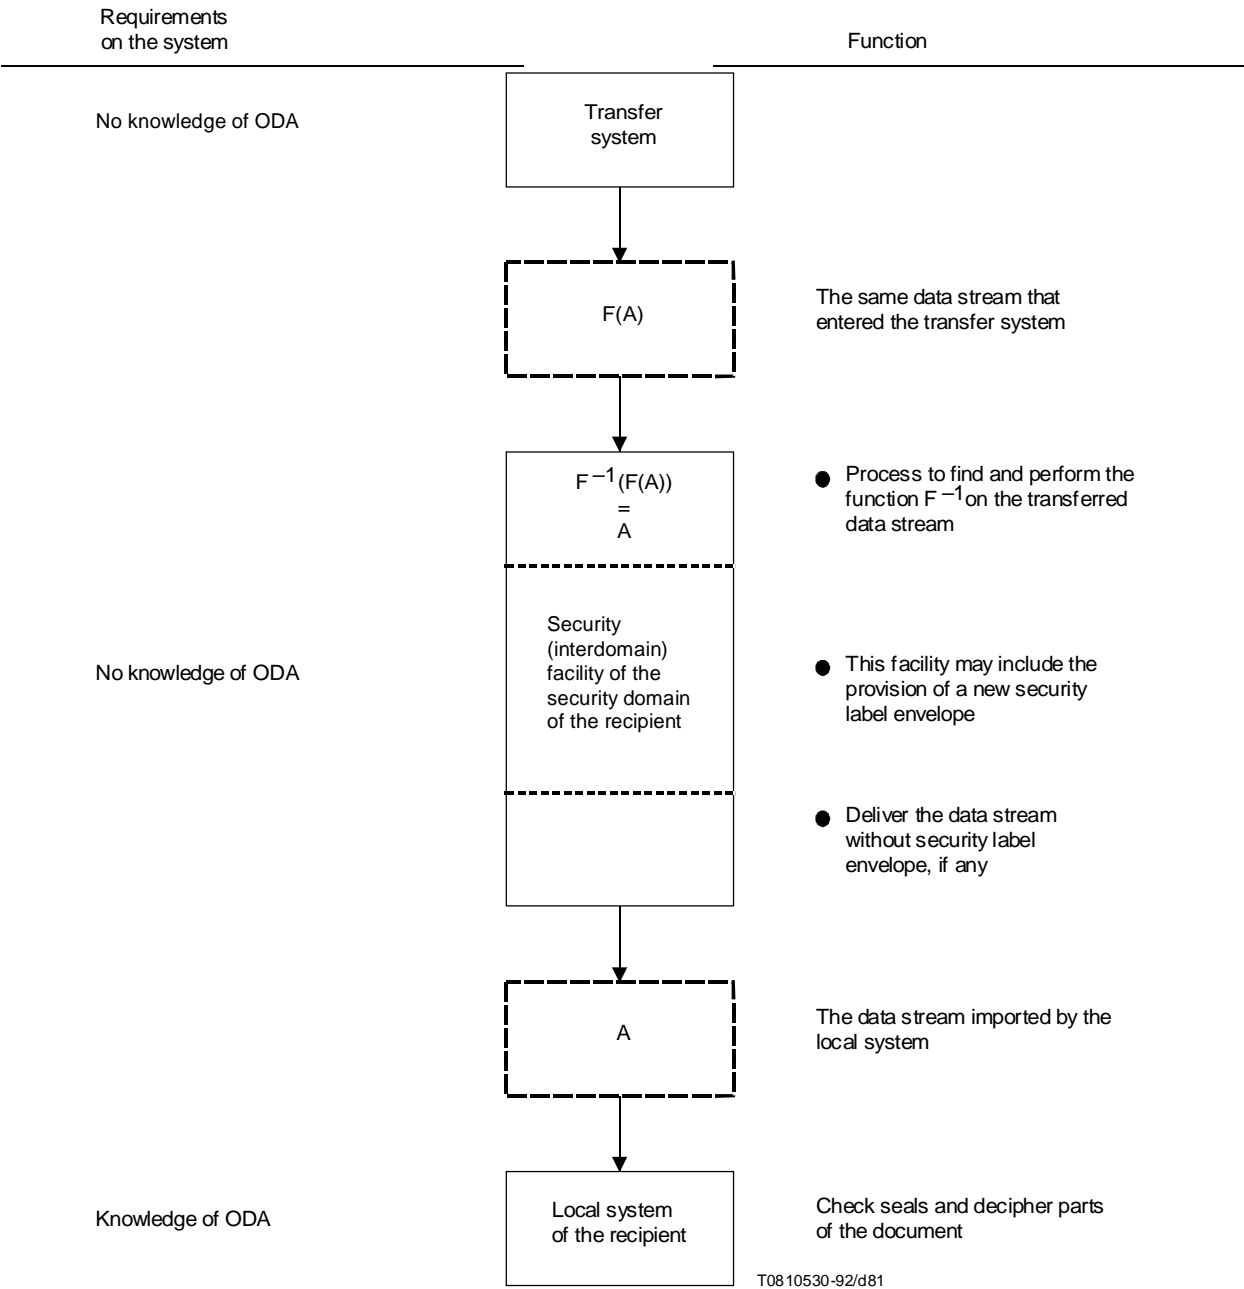 Requirements
on the system
Function
No knowledge of ODA
Transfer
system
F(A)
The same data stream that
entered the transfer system
F –1(F(A))
=
A
● Process to find and perform the
function F –1 on the transferred
data stream
No knowledge of ODA
Security
(interdomain)
facility of the
security domain
of the recipient
● This facility may include the
provision of a new security
label envelope
● Deliver the data stream
without security label
envelope, if any
A
The data stream imported by the
local system
Knowledge of ODA
Local system
of the recipient
Check seals and decipher parts
of the document
T0810530-92/d81